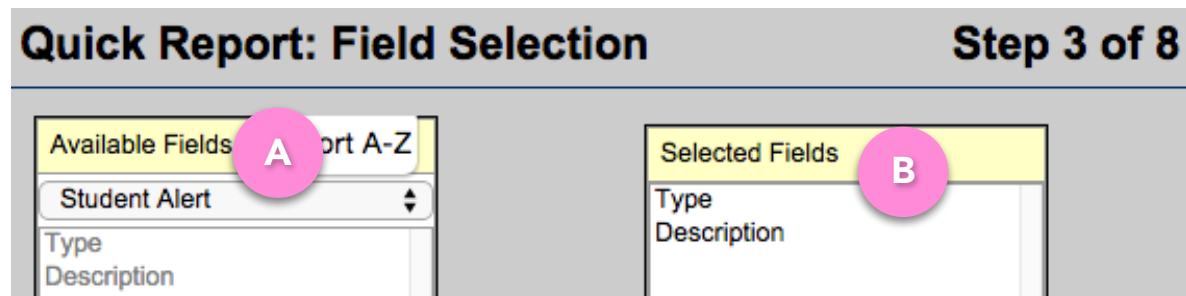 Quick Report: Field Selection Step 3 of 8
Available Fields A ort A-Z
Selected Fields B
Student Alert
Type
Description
Type
Description